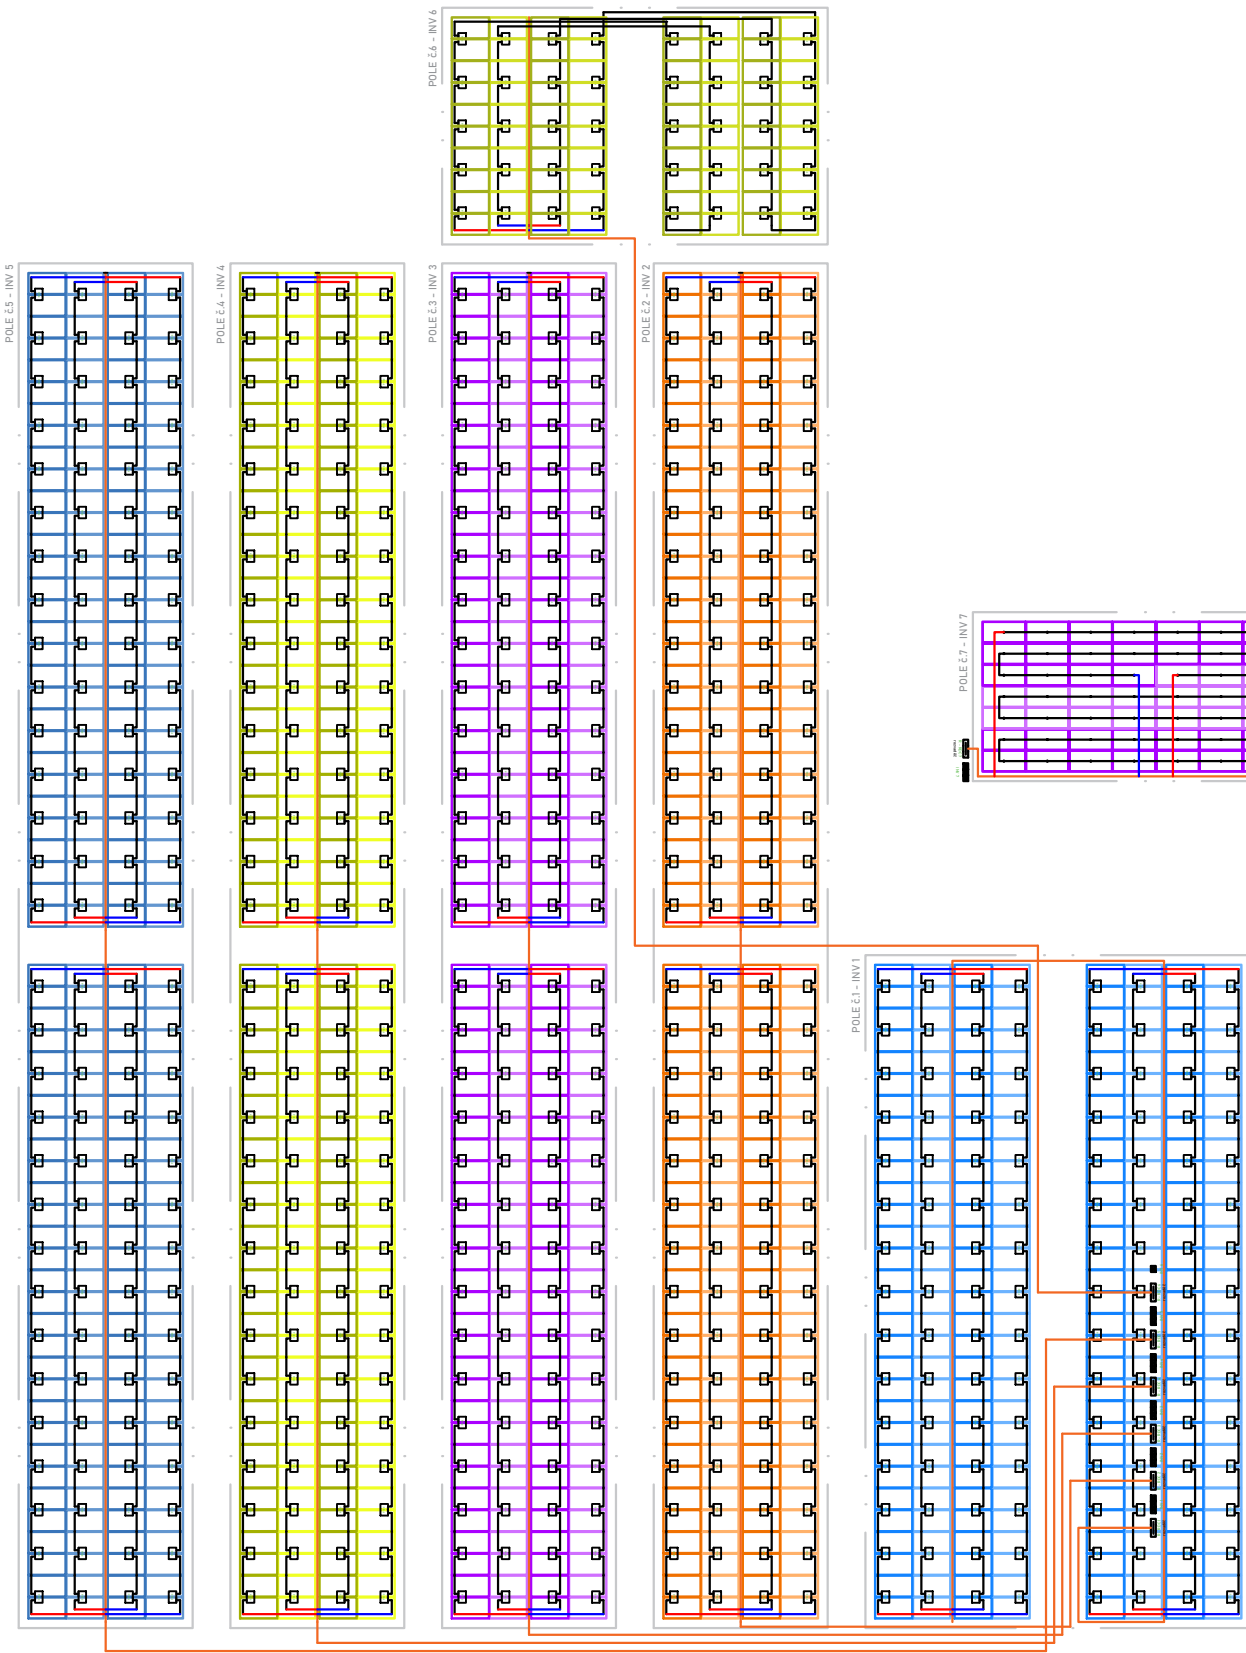 POLE č.6 - INV 6
POLE č.5 - INV 5
POLE č.4 - INV 4
POLE č.3 - INV 3
POLE č.2 - INV 2
POLE č.7 - INV 7
POLE č.1 - INV 1